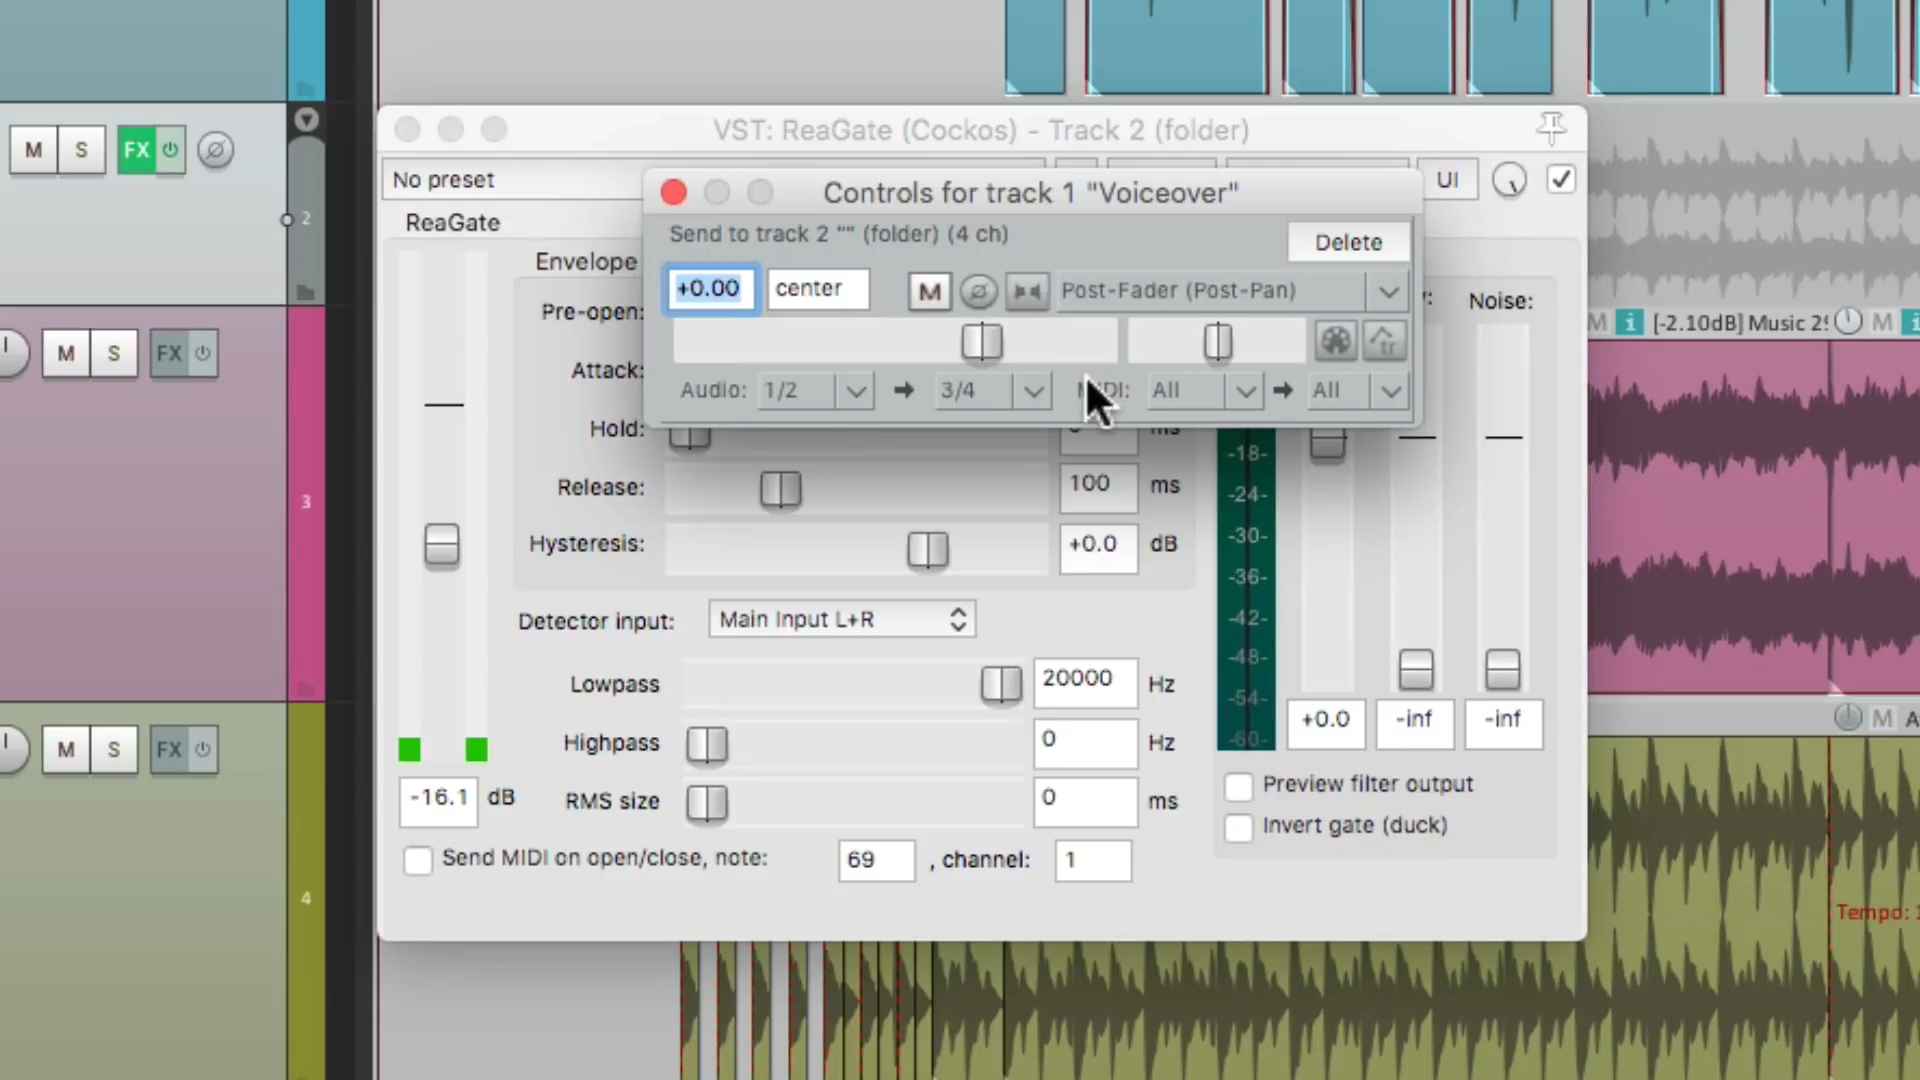 M S FX
VST: ReaGate (Cockos) - Track 2 (folder)
No preset
UI
Controls for track 1 "Voiceover"
2
ReaGate
Send to track 2 "" (folder) (4 ch)
Delete
Envelope
+0.00
center
M
Post-Fader (Post-Pan)
Pre-open:
Noise:
M
[-2.10dB] Music
M
M S FX
Attack:
Audio: 1/2 3/4
All All
Hold:
-18-
Release: 100 ms
-24-
3
-30-
Hysteresis: +0.0 dB
-36-
Detector input: Main Input L+R
-42-
-48-
Lowpass 20000 Hz
-54-
+0.0 -inf -inf
M
M S FX
Highpass 0 Hz
-60-
Preview filter output
-16.1 dB
RMS size 0 ms
Invert gate (duck)
Send MIDI on open/close, note: 69 , channel: 1
4
Tempo: